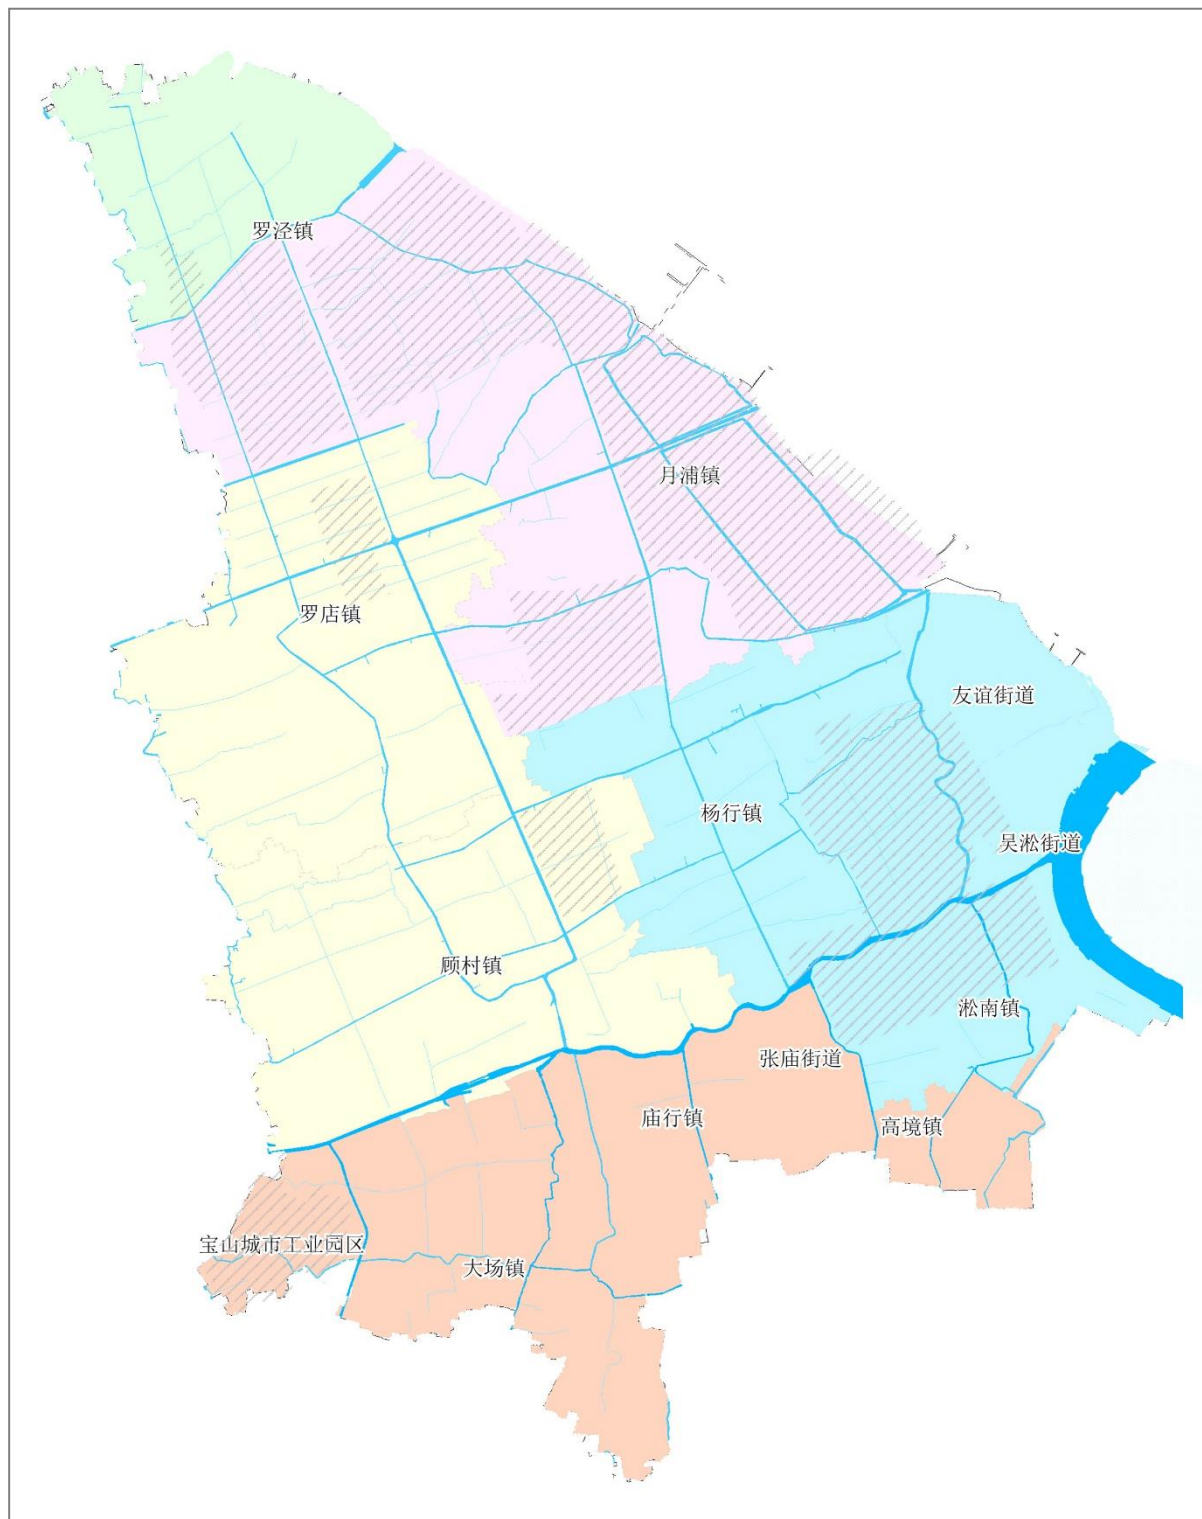 罗泾镇
月浦镇
罗店镇
友谊街道
杨行镇
吴淞街道
顾村镇
淞南镇
张庙街道
庙行镇
高境镇
宝山城市工业园区
大场镇